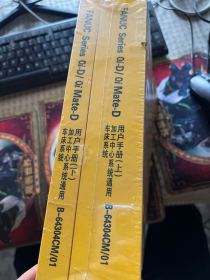 FANUC Series 0i-D/ 0i Mate-D
车床系统
加工中心系统通用
用户手册(下)
B-64304CM/01
FANUC Series 0i-D/ 0i Mate-D
车床系统
加工中心系统通用
用户手册(上)
B-64304CM/01